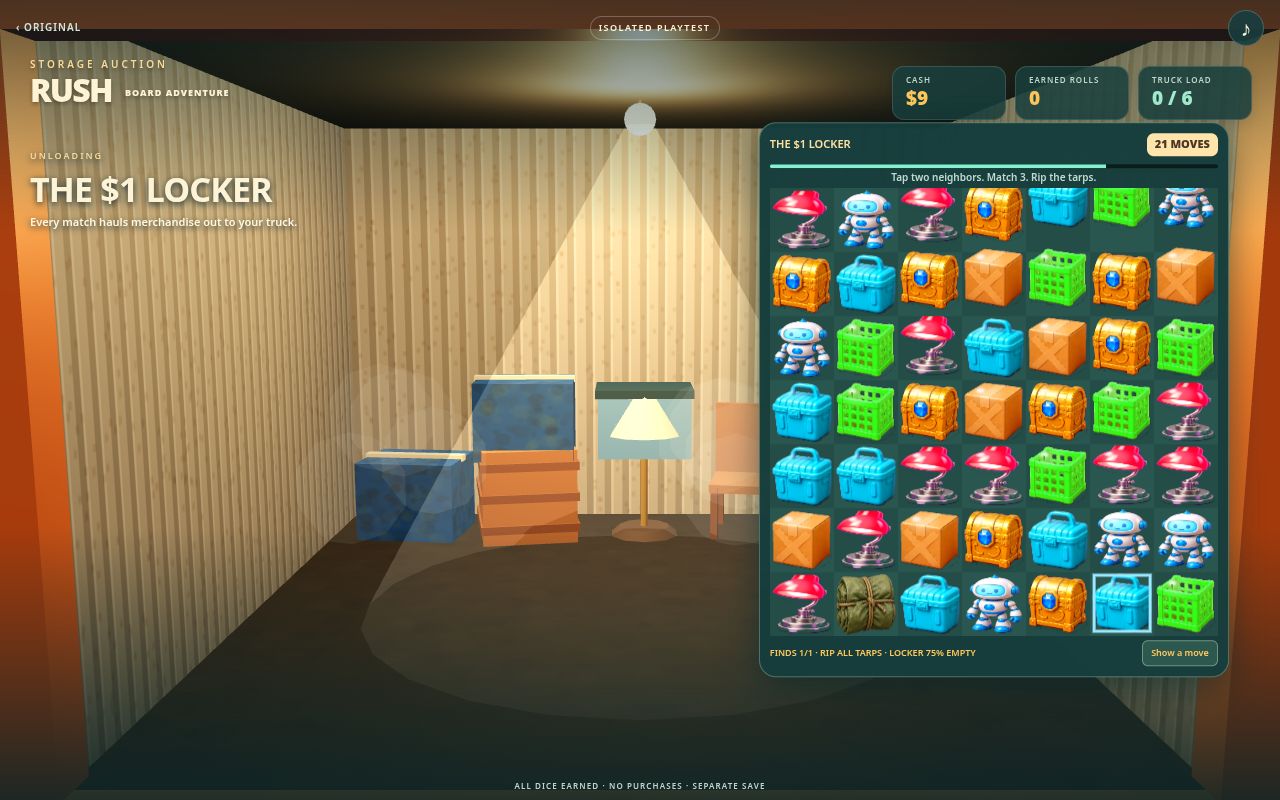 ‹ ORIGINAL
ISOLATED PLAYTEST
♪
STORAGE AUCTION
RUSH BOARD ADVENTURE
CASH
$9
EARNED ROLLS
0
TRUCK LOAD
0 / 6
UNLOADING
THE $1 LOCKER
Every match hauls merchandise out to your truck.
THE $1 LOCKER
21 MOVES
Tap two neighbors. Match 3. Rip the tarps.
FINDS 1/1 · RIP ALL TARPS · LOCKER 75% EMPTY
Show a move
ALL DICE EARNED · NO PURCHASES · SEPARATE SAVE